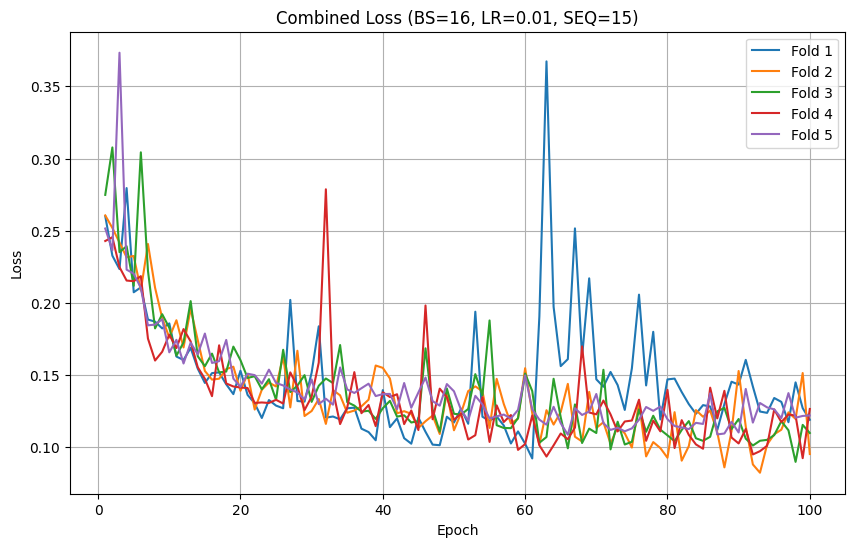 Combined Loss (BS=16, LR=0.01, SEQ=15)
Loss
0.35
0.30
0.25
0.20
0.15
0.10
Fold 1
Fold 2
Fold 3
Fold 4
Fold 5
0 20 40 60 80 100
Epoch